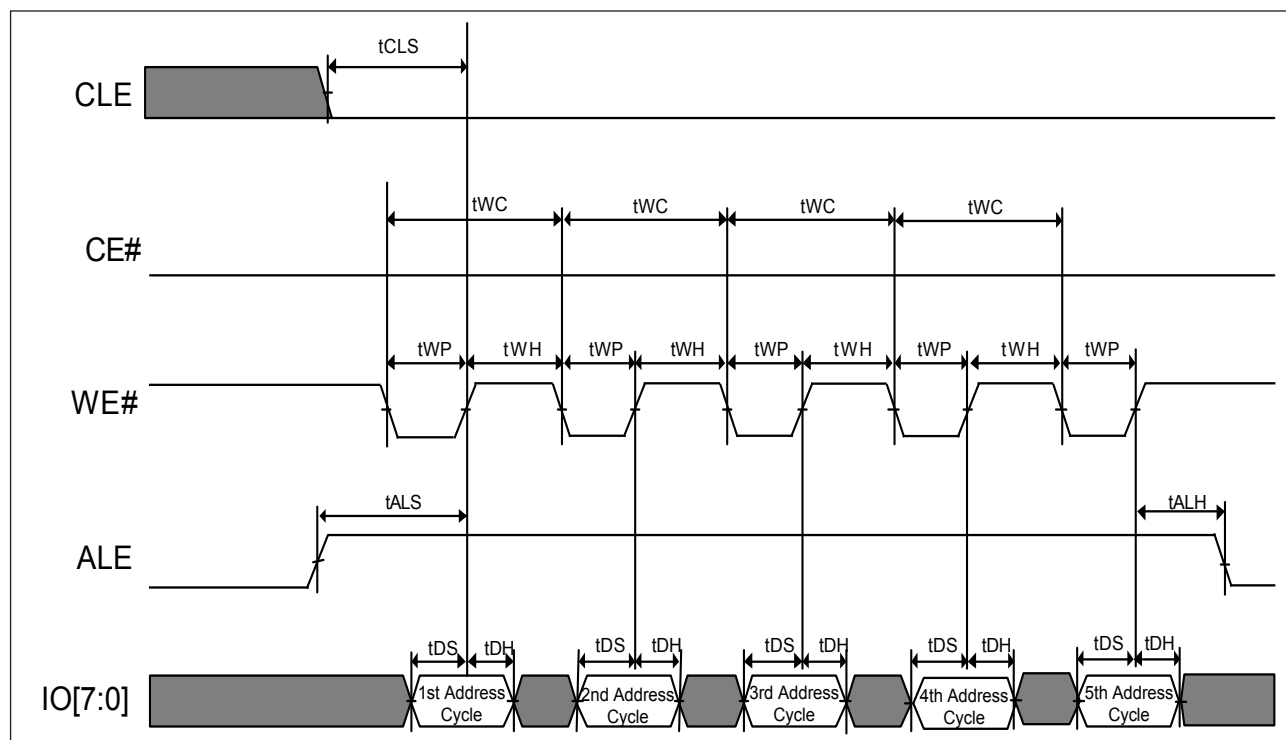 tCLS
CLE
tWC tWC tWC tWC
CE#
tWP tWH tWP tWH tWP tWH tWP tWH tWP
WE#
tALS tALH
ALE
tDS tDH tDS tDH tDS tDH tDS tDH tDS tDH
IO[7:0]
1st Address Cycle
2nd Address Cycle
3rd Address Cycle
4th Address Cycle
5th Address Cycle